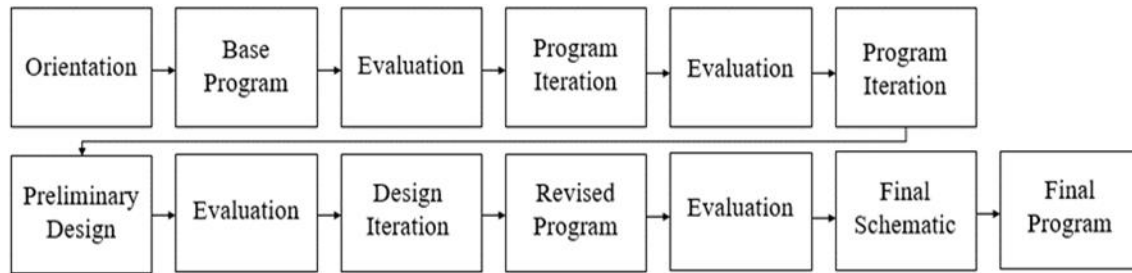 Orientation
Base
Program
Evaluation
Program
Iteration
Evaluation
Program
Iteration
Preliminary
Design
Evaluation
Design
Iteration
Revised
Program
Evaluation
Final
Schematic
Final
Program